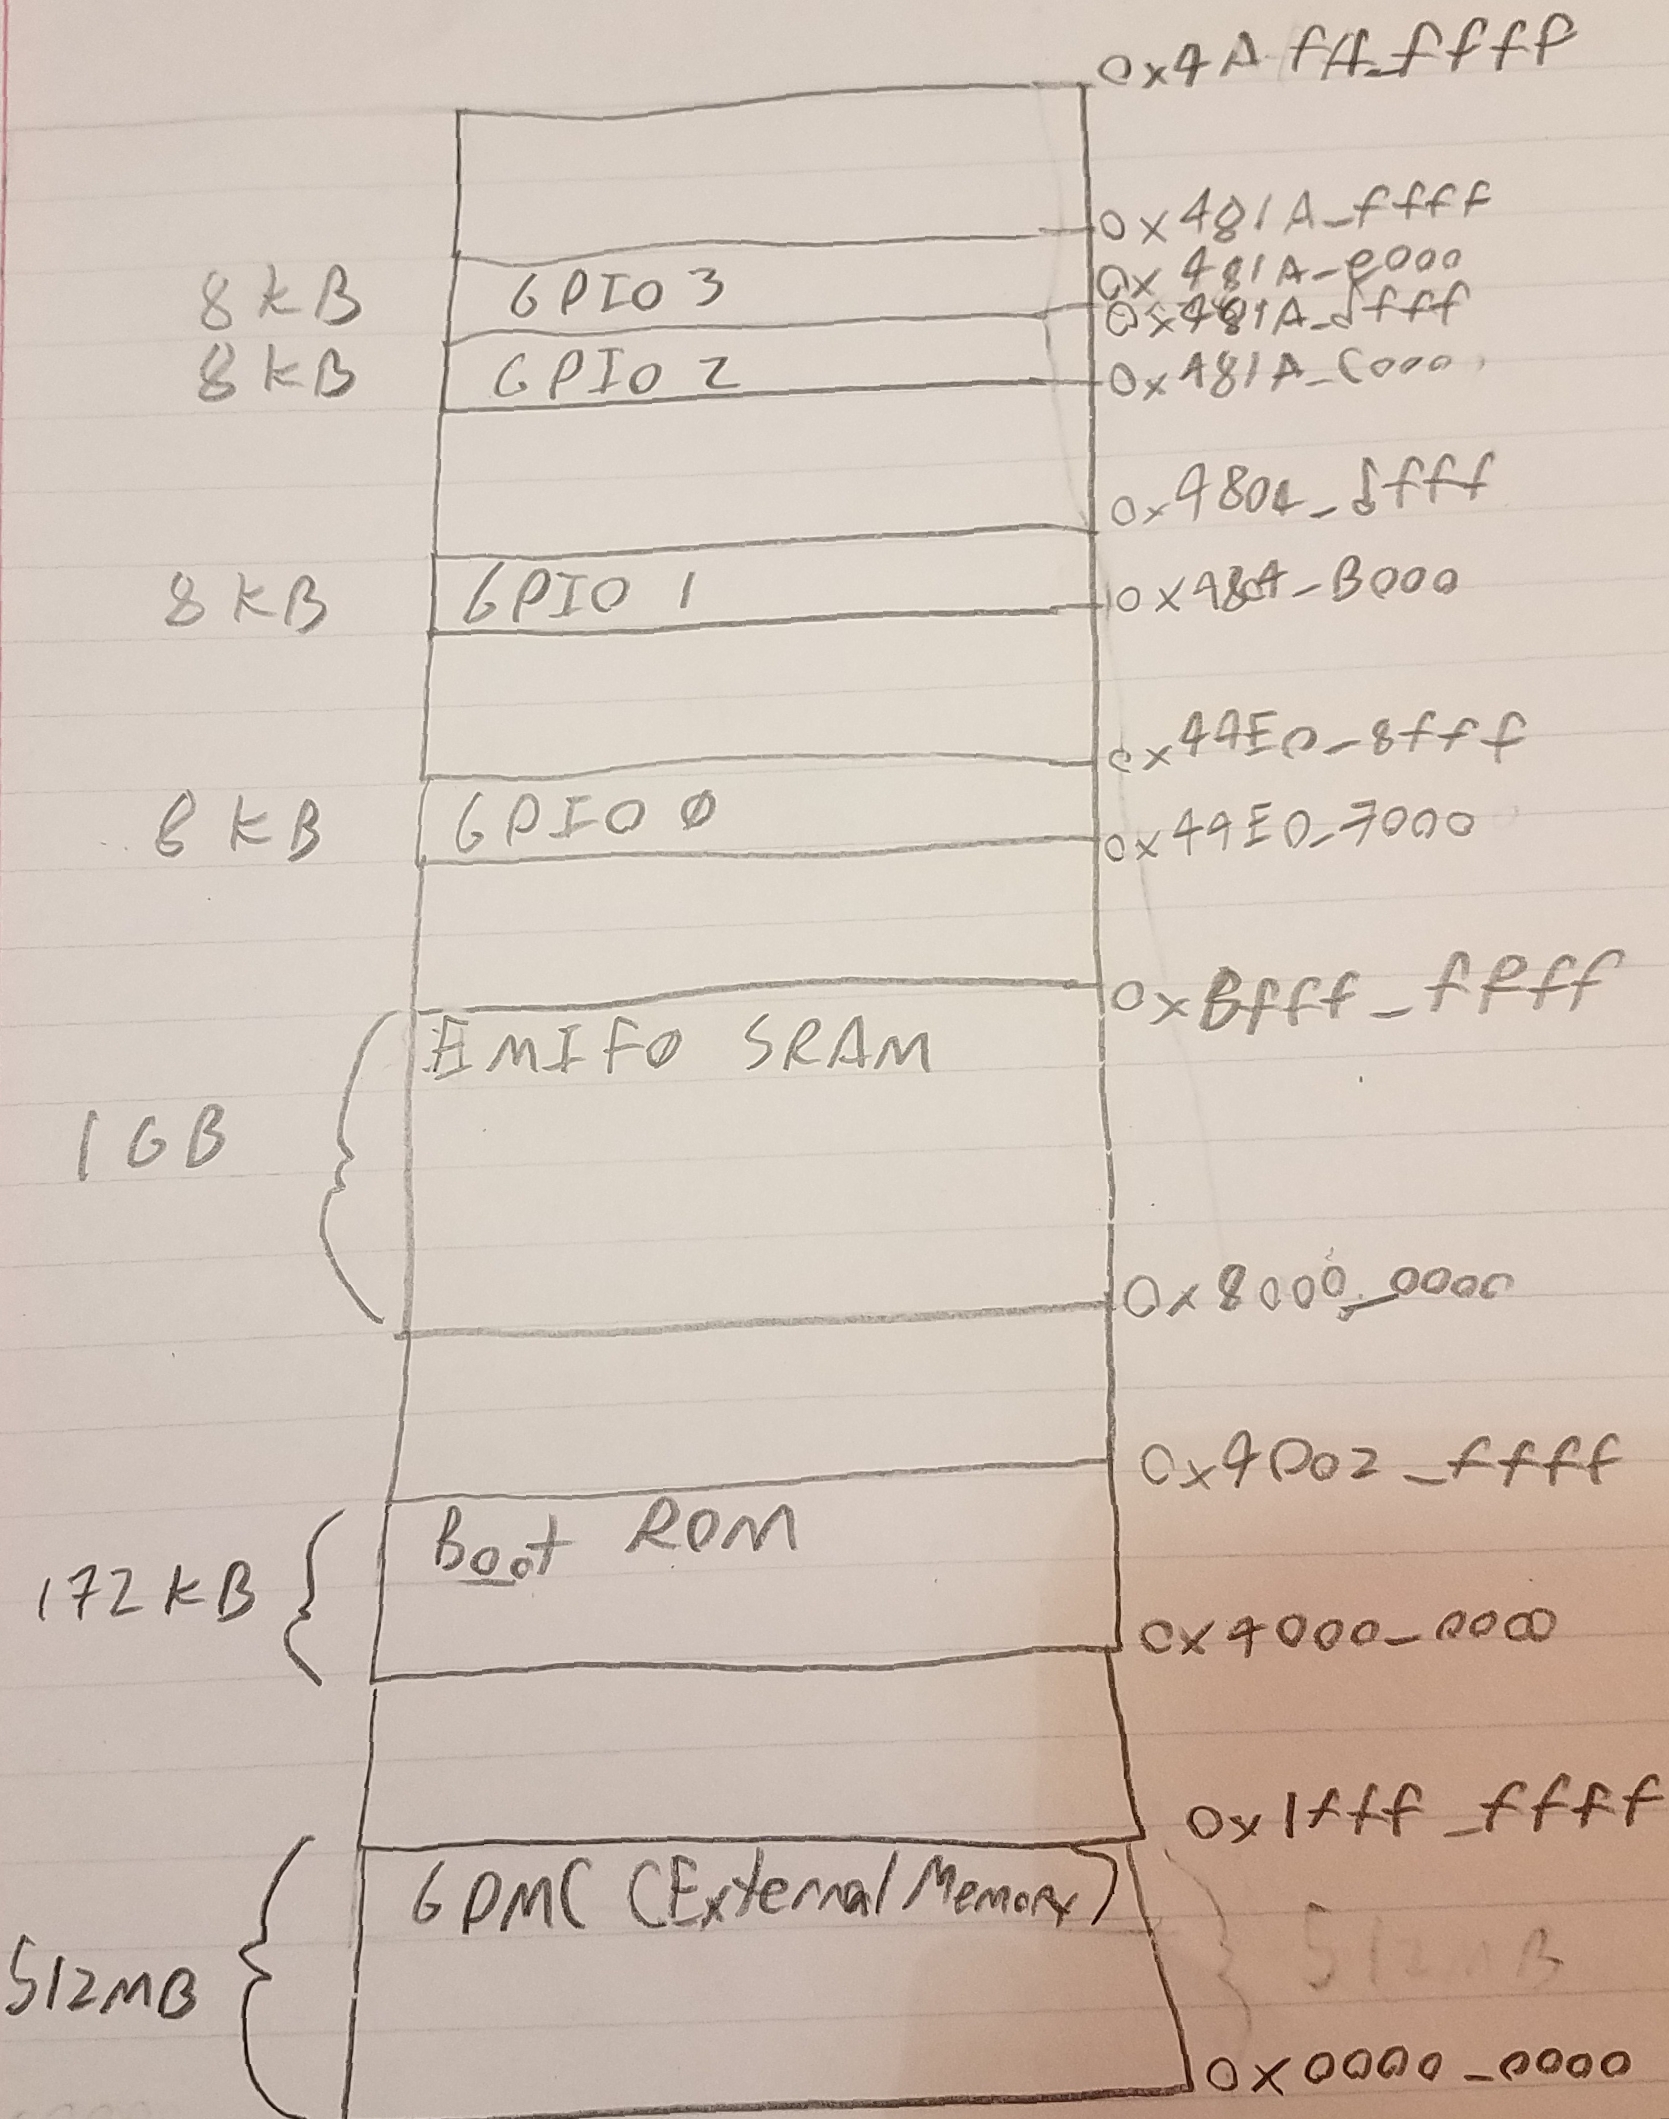 0x4A ff_ffff
0x481A_ffff
0x481A_e000
8 KB GPIO 3
0x481A_dfff
8 KB GPIO 2 0x481A_C000
0x4804_dfff
8 KB GPIO 1 0x4804_B000
0x44E0_8fff
8 KB GPIO 0 0x44E0_7000
0xBfff_ffff
EMIF0 SRAM
1 GB
0x8000_0000
0x4002_ffff
Boot ROM
172 KB
0x4000_0000
0x1fff_ffff
GPMC (External Memory)
512MB 512MB
0x0000_0000